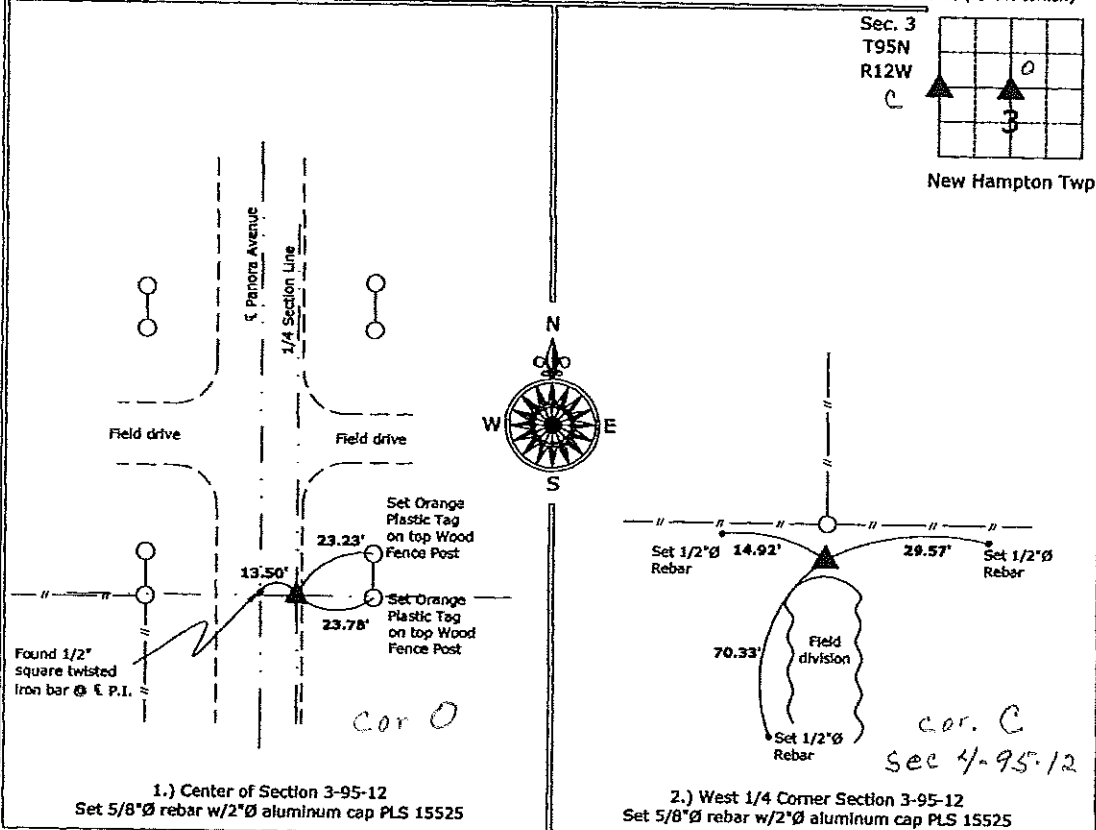 Sec. 3
T95N
R12W
C
O
3
New Hampton Twp
℄ Panora Avenue
1/4 Section Line
Field drive
Field drive
Set Orange
Plastic Tag
on top Wood
Fence Post
23.23'
13.50'
Set Orange
Plastic Tag
on top Wood
Fence Post
23.78'
Found 1/2"
square twisted
iron bar @ ℄ P.I.
cor O
1.) Center of Section 3-95-12
Set 5/8"Ø rebar w/2"Ø aluminum cap PLS 15525
N
W
E
S
Set 1/2"Ø
Rebar
14.92'
29.57'
Set 1/2"Ø
Rebar
70.33'
Field
division
Set 1/2"Ø
Rebar
cor. C
Sec 4-95-12
2.) West 1/4 Corner Section 3-95-12
Set 5/8"Ø rebar w/2"Ø aluminum cap PLS 15525